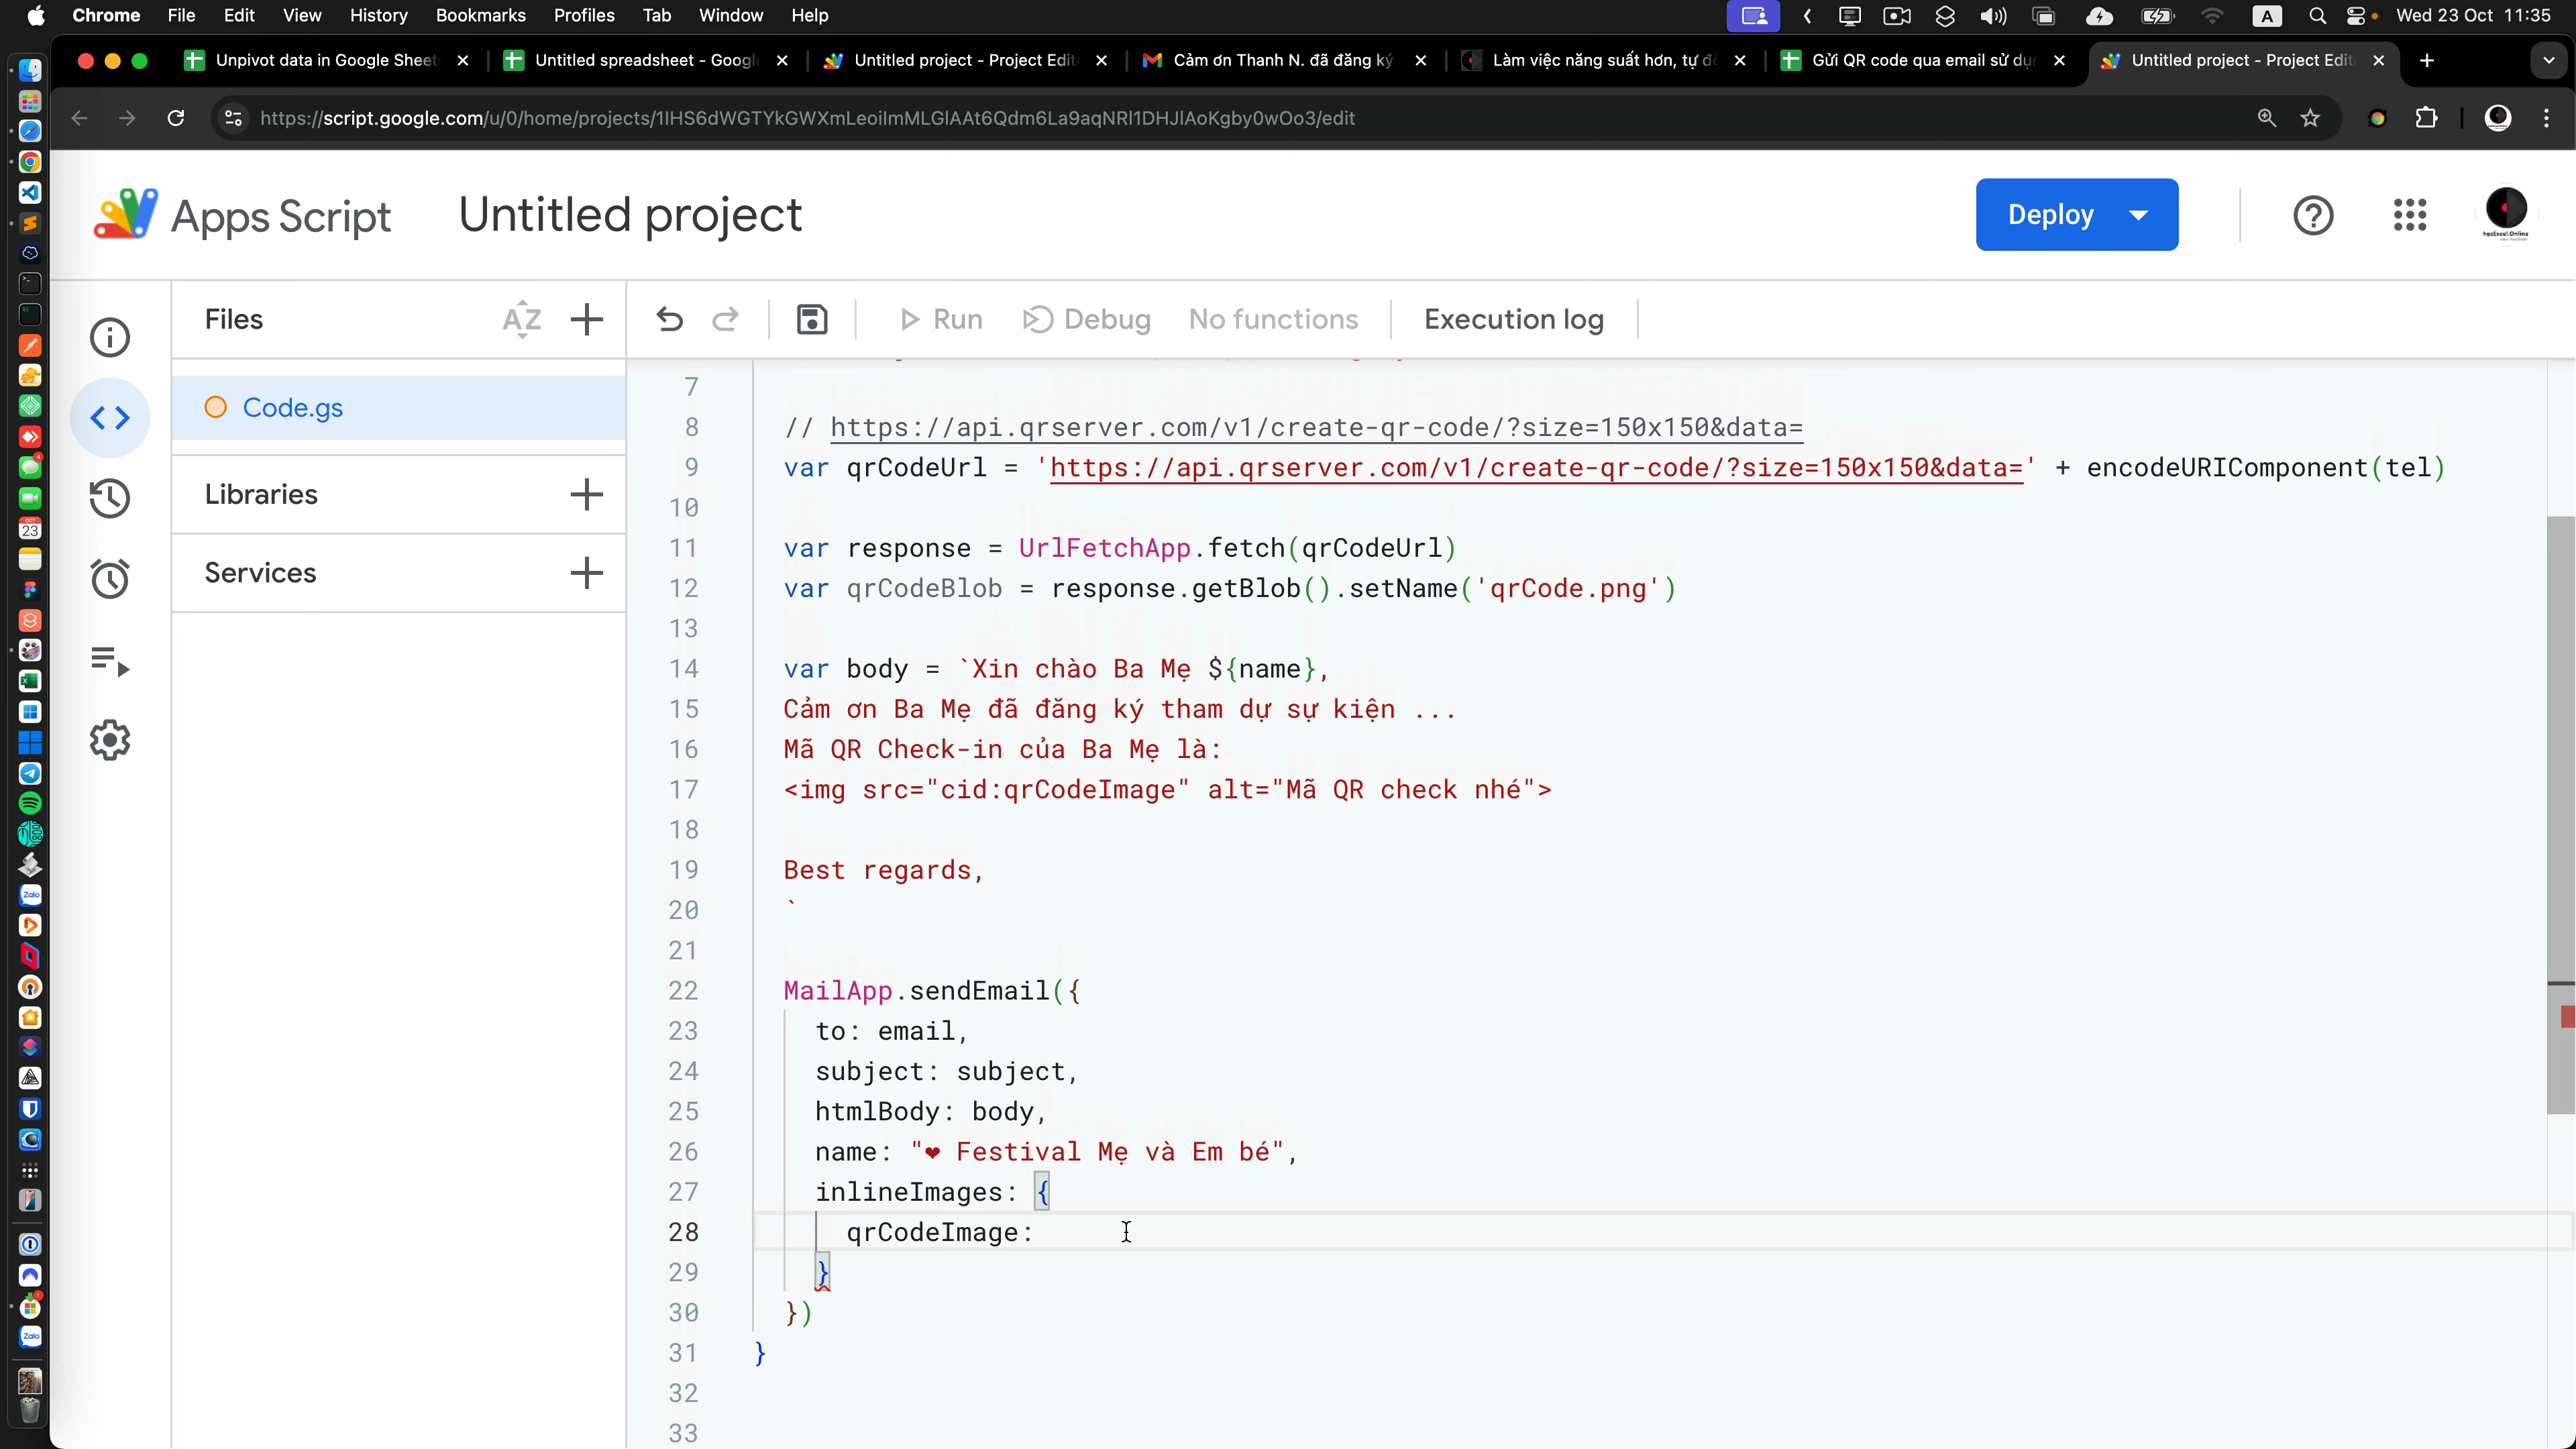 Chrome File Edit View History Bookmarks Profiles Tab Window Help
A Wed 23 Oct 11:35
Unpivot data in Google Sheet
Untitled spreadsheet - Googl
Untitled project - Project Edit
Cảm ơn Thanh N. đã đăng ký
Làm việc năng suất hơn, tự đ
Gửi QR code qua email sử dụ
Untitled project - Project Edit
https://script.google.com/u/0/home/projects/1IHS6dWGTYkGWXmLeoiImMLGlAAt6Qdm6La9aqNRl1DHJIAoKgby0wOo3/edit
Apps Script
Untitled project
Deploy
Files
AZ
Run
Debug
No functions
Execution log
Code.gs
Libraries
Services
7
8 // https://api.qrserver.com/v1/create-qr-code/?size=150x150&data=
9 var qrCodeUrl = 'https://api.qrserver.com/v1/create-qr-code/?size=150x150&data=' + encodeURIComponent(tel)
10
11 var response = UrlFetchApp.fetch(qrCodeUrl)
12 var qrCodeBlob = response.getBlob().setName('qrCode.png')
13
14 var body = `Xin chào Ba Mẹ ${name},
15 Cảm ơn Ba Mẹ đã đăng ký tham dự sự kiện ...
16 Mã QR Check-in của Ba Mẹ là:
17 <img src="cid:qrCodeImage" alt="Mã QR check nhé">
18
19 Best regards,
20 `
21
22 MailApp.sendEmail({
23 to: email,
24 subject: subject,
25 htmlBody: body,
26 name: "❤ Festival Mẹ và Em bé",
27 inlineImages: {
28 qrCodeImage:
29 }
30 })
31 }
32
33